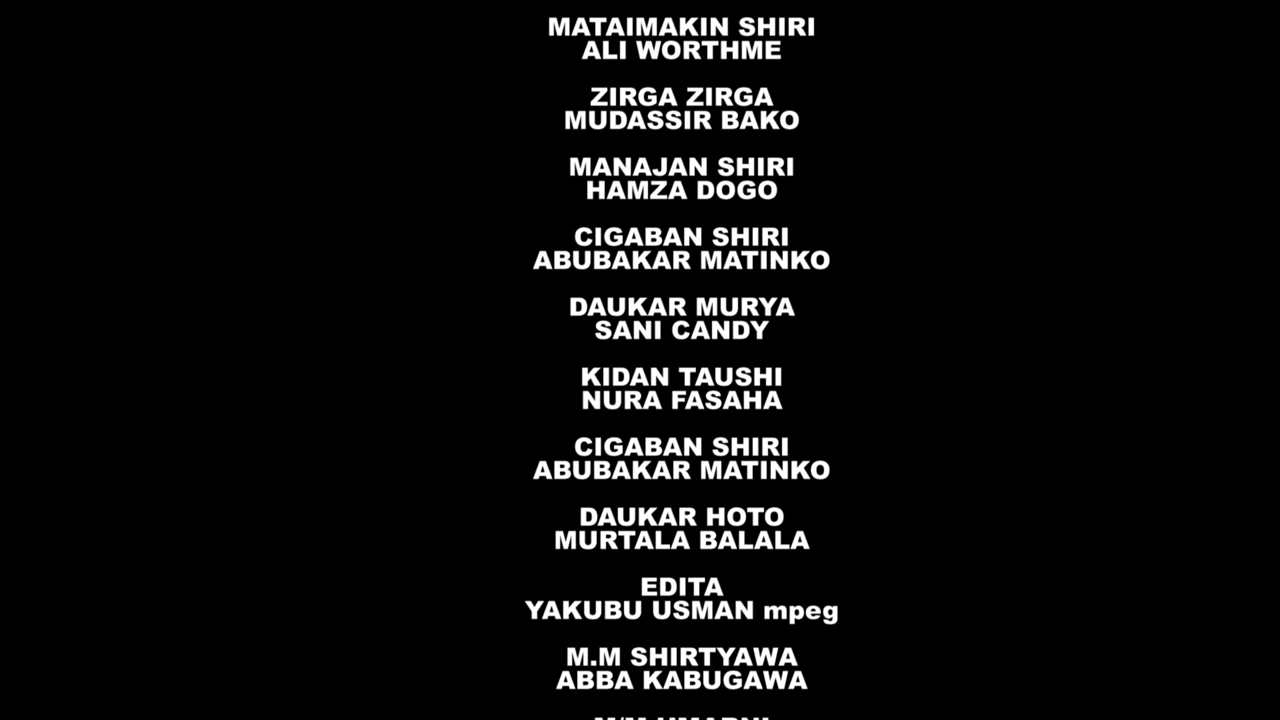 MATAIMAKIN SHIRI
ALI WORTHME
ZIRGA ZIRGA
MUDASSIR BAKO
MANAJAN SHIRI
HAMZA DOGO
CIGABAN SHIRI
ABUBAKAR MATINKO
DAUKAR MURYA
SANI CANDY
KIDAN TAUSHI
NURA FASAHA
CIGABAN SHIRI
ABUBAKAR MATINKO
DAUKAR HOTO
MURTALA BALALA
EDITA
YAKUBU USMAN mpeg
M.M SHIRTYAWA
ABBA KABUGAWA